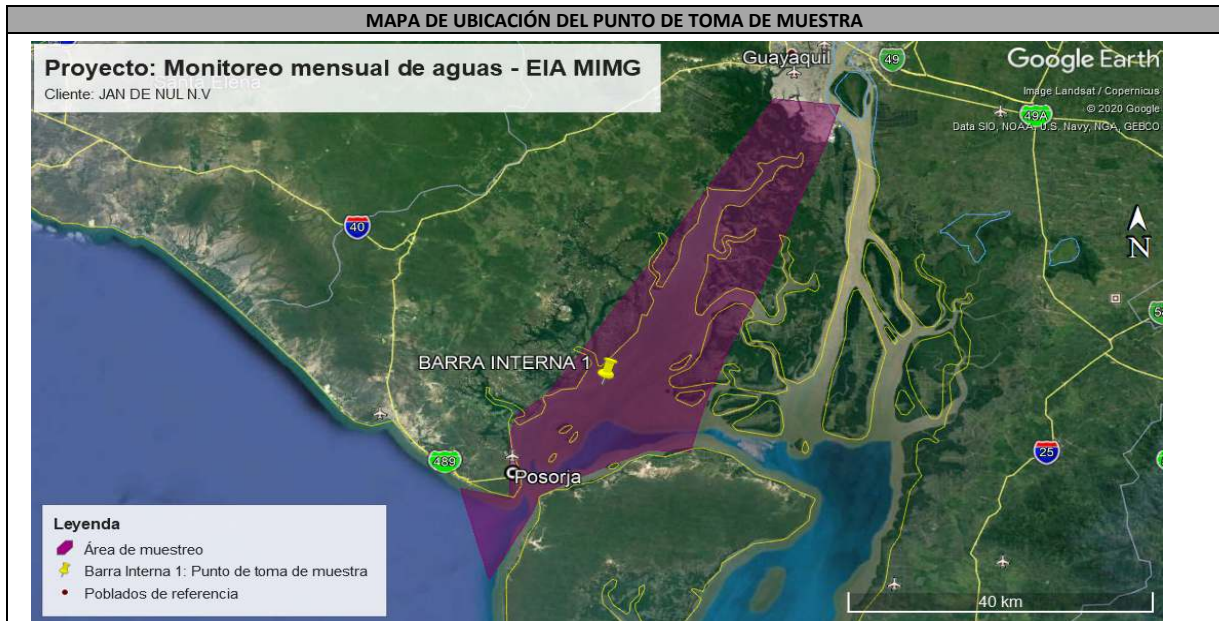 MAPA DE UBICACIÓN DEL PUNTO DE TOMA DE MUESTRA
Proyecto: Monitoreo mensual de aguas - EIA MIMG
Cliente: JAN DE NUL N.V
Santa Elena
Guayaquil
49
Google Earth
Image Landsat / Copernicus
© 2020 Google
Data SIO, NOAA, U.S. Navy, NGA, GEBCO
49A
40
N
BARRA INTERNA 1
489
Posorja
25
Leyenda
Área de muestreo
Barra Interna 1: Punto de toma de muestra
Poblados de referencia
40 km